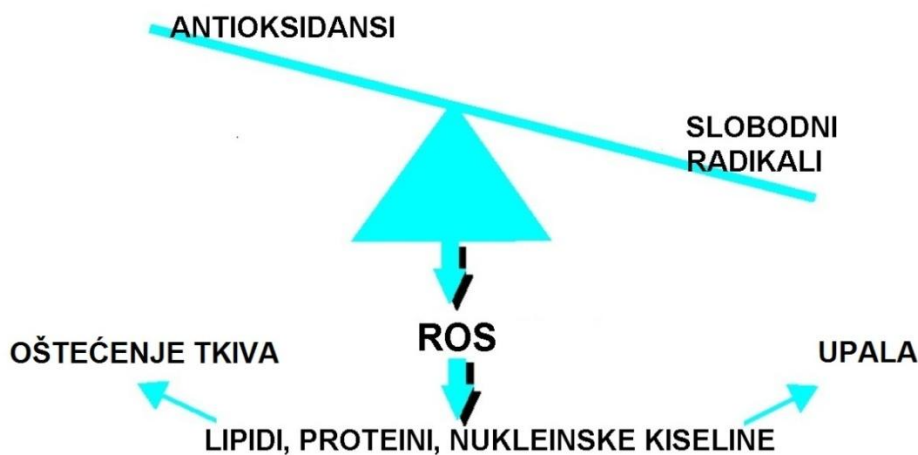 ANTIOKSIDANSI
SLOBODNI
RADIKALI
ROS
OŠTEĆENJE TKIVA
UPALA
LIPIDI, PROTEINI, NUKLEINSKE KISELINE